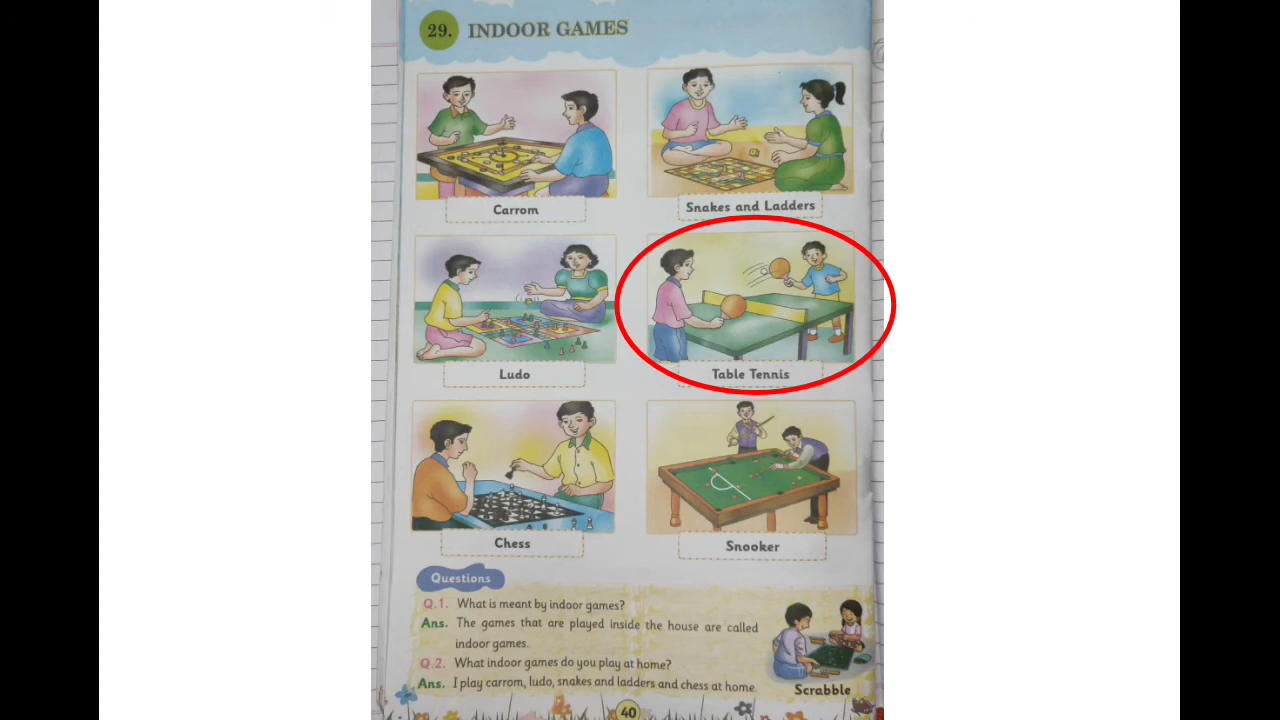 29. INDOOR GAMES
Carrom
Snakes and Ladders
Ludo
Table Tennis
Chess
Snooker
Questions
Q.1. What is meant by indoor games?
Ans. The games that are played inside the house are called
indoor games.
Q.2. What indoor games do you play at home?
Ans. I play carrom, ludo, snakes and ladders and chess at home.
Scrabble
40